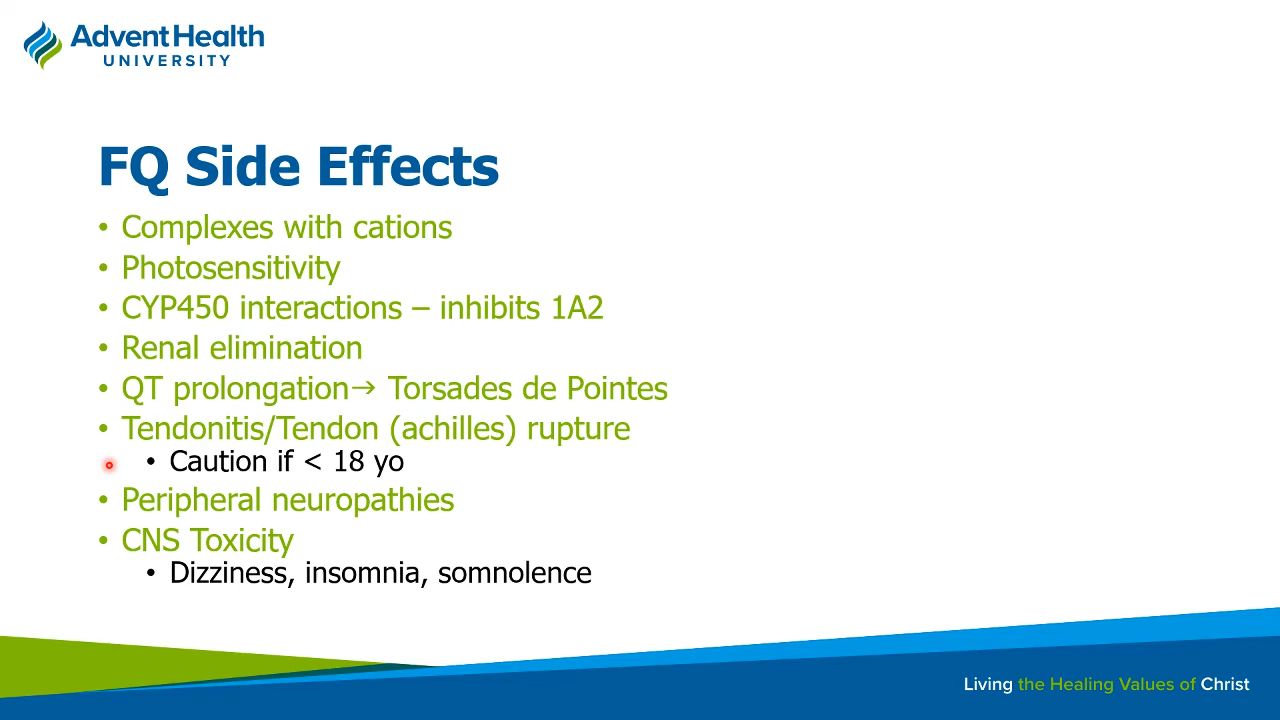 AdventHealth
UNIVERSITY
FQ Side Effects
• Complexes with cations
• Photosensitivity
• CYP450 interactions – inhibits 1A2
• Renal elimination
• QT prolongation→ Torsades de Pointes
• Tendonitis/Tendon (achilles) rupture
• Caution if < 18 yo
• Peripheral neuropathies
• CNS Toxicity
• Dizziness, insomnia, somnolence
Living the Healing Values of Christ